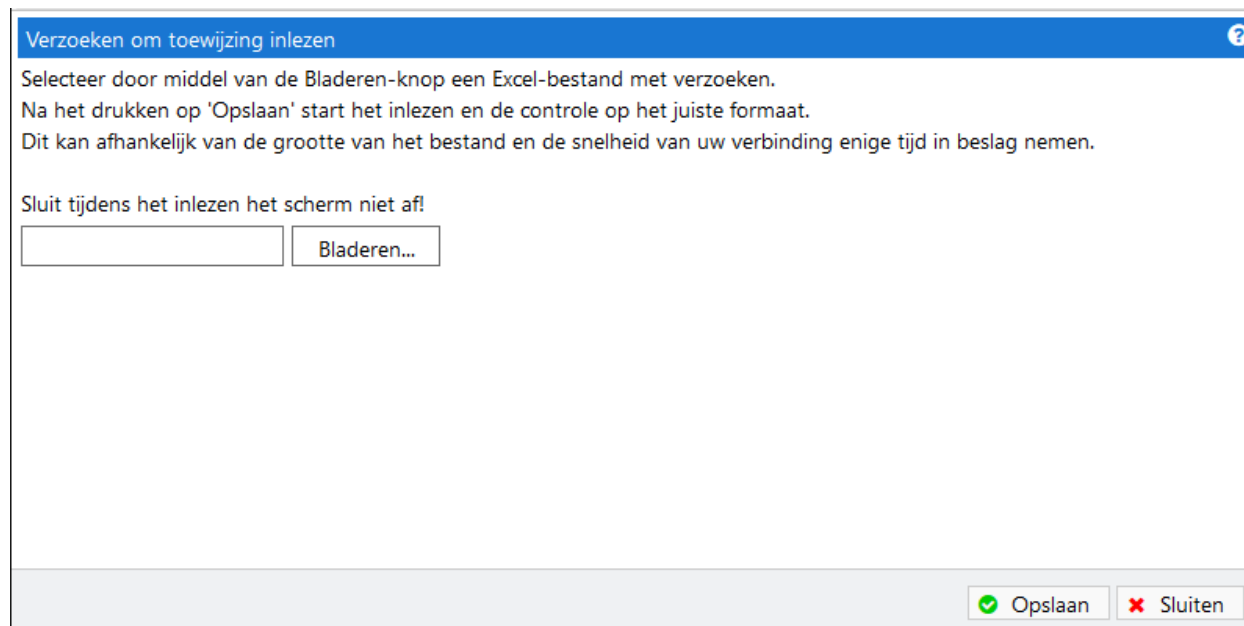 Verzoeken om toewijzing inlezen
Selecteer door middel van de Bladeren-knop een Excel-bestand met verzoeken.
Na het drukken op 'Opslaan' start het inlezen en de controle op het juiste formaat.
Dit kan afhankelijk van de grootte van het bestand en de snelheid van uw verbinding enige tijd in beslag nemen.
Sluit tijdens het inlezen het scherm niet af!
Bladeren...
Opslaan Sluiten